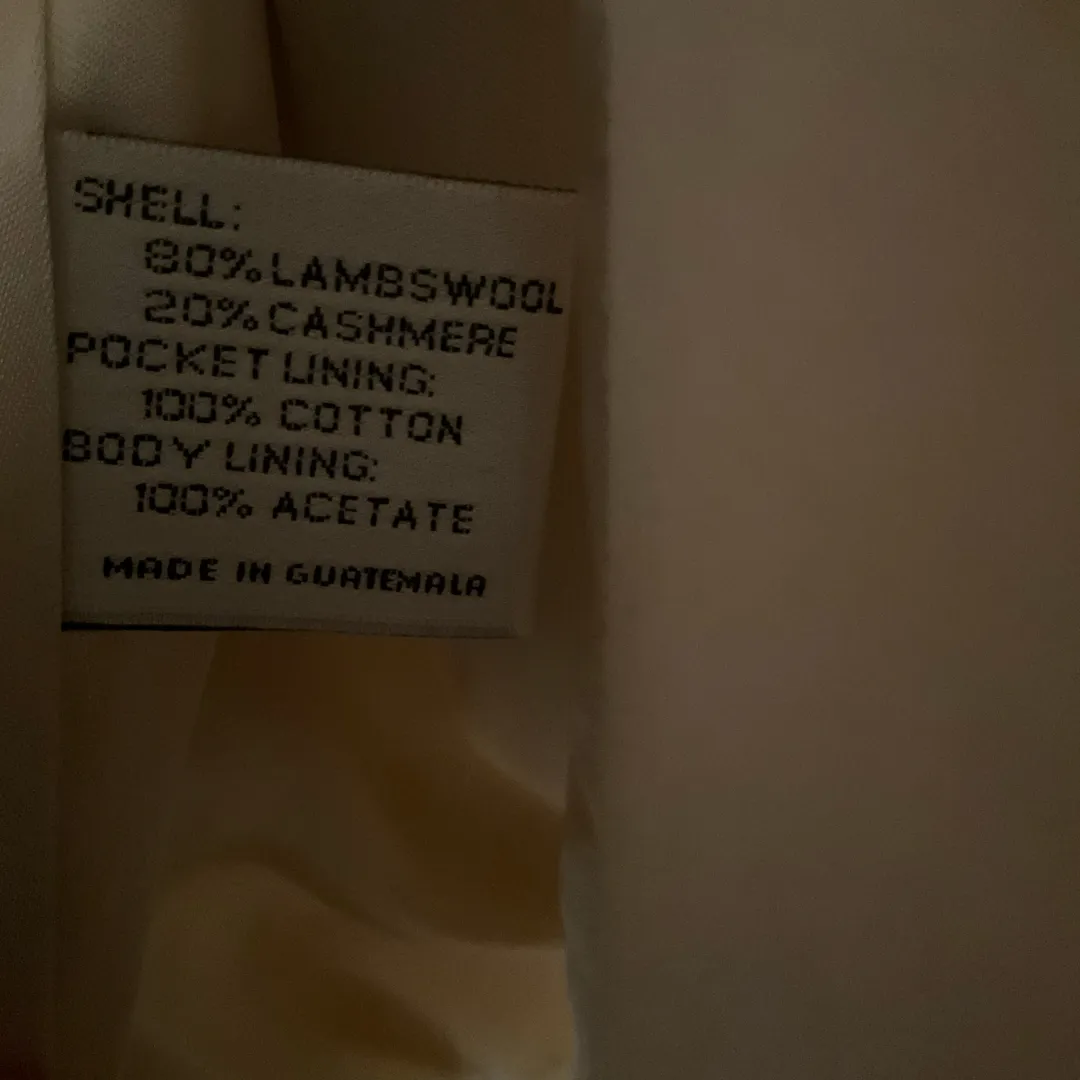 SHELL:
80% LAMBSWOOL
20% CASHMERE
POCKET LINING:
100% COTTON
BODY LINING:
100% ACETATE
MADE IN GUATEMALA